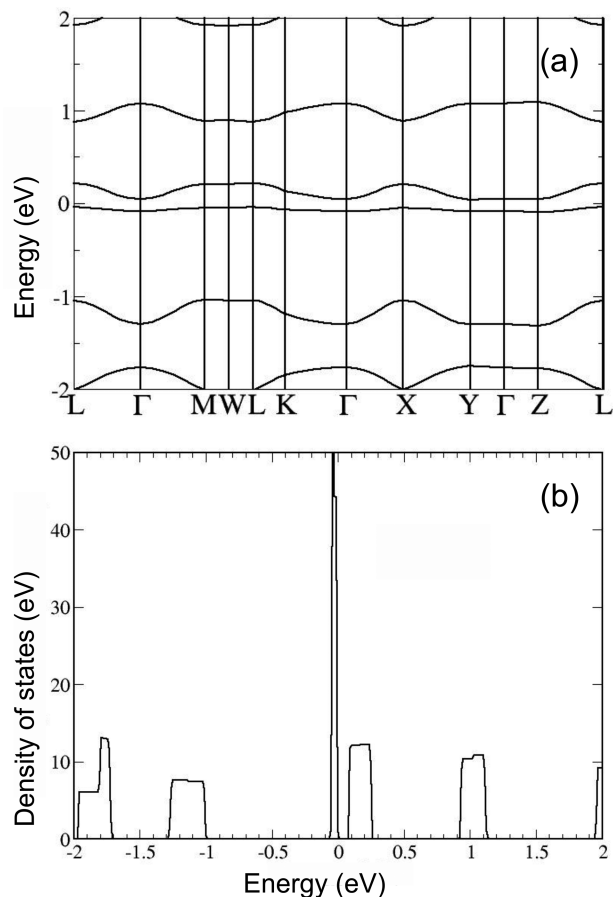 2
(a)
1
Energy (eV)
0
-1
-2
L Γ M W L K Γ X Y Γ Z L
50
(b)
40
Density of states (eV)
30
20
10
0
-2 -1.5 -1 -0.5 0 0.5 1 1.5 2
Energy (eV)